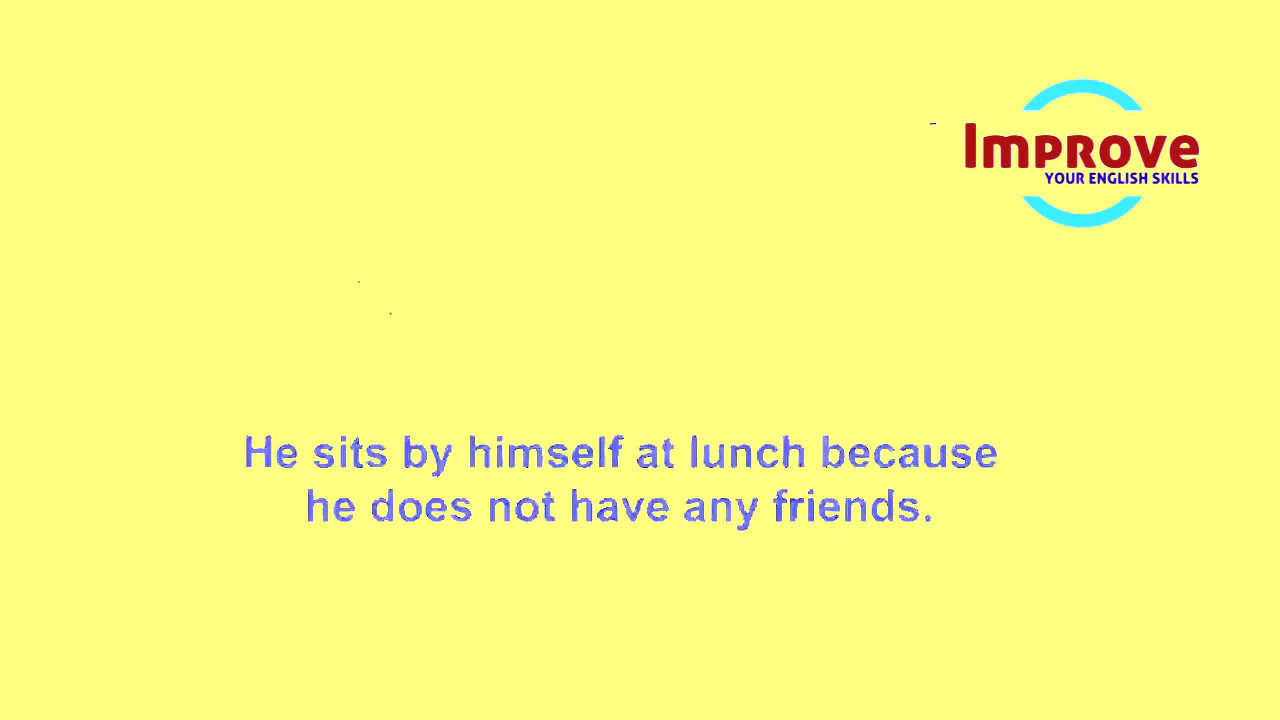 Improve
YOUR ENGLISH SKILLS
He sits by himself at lunch because
he does not have any friends.